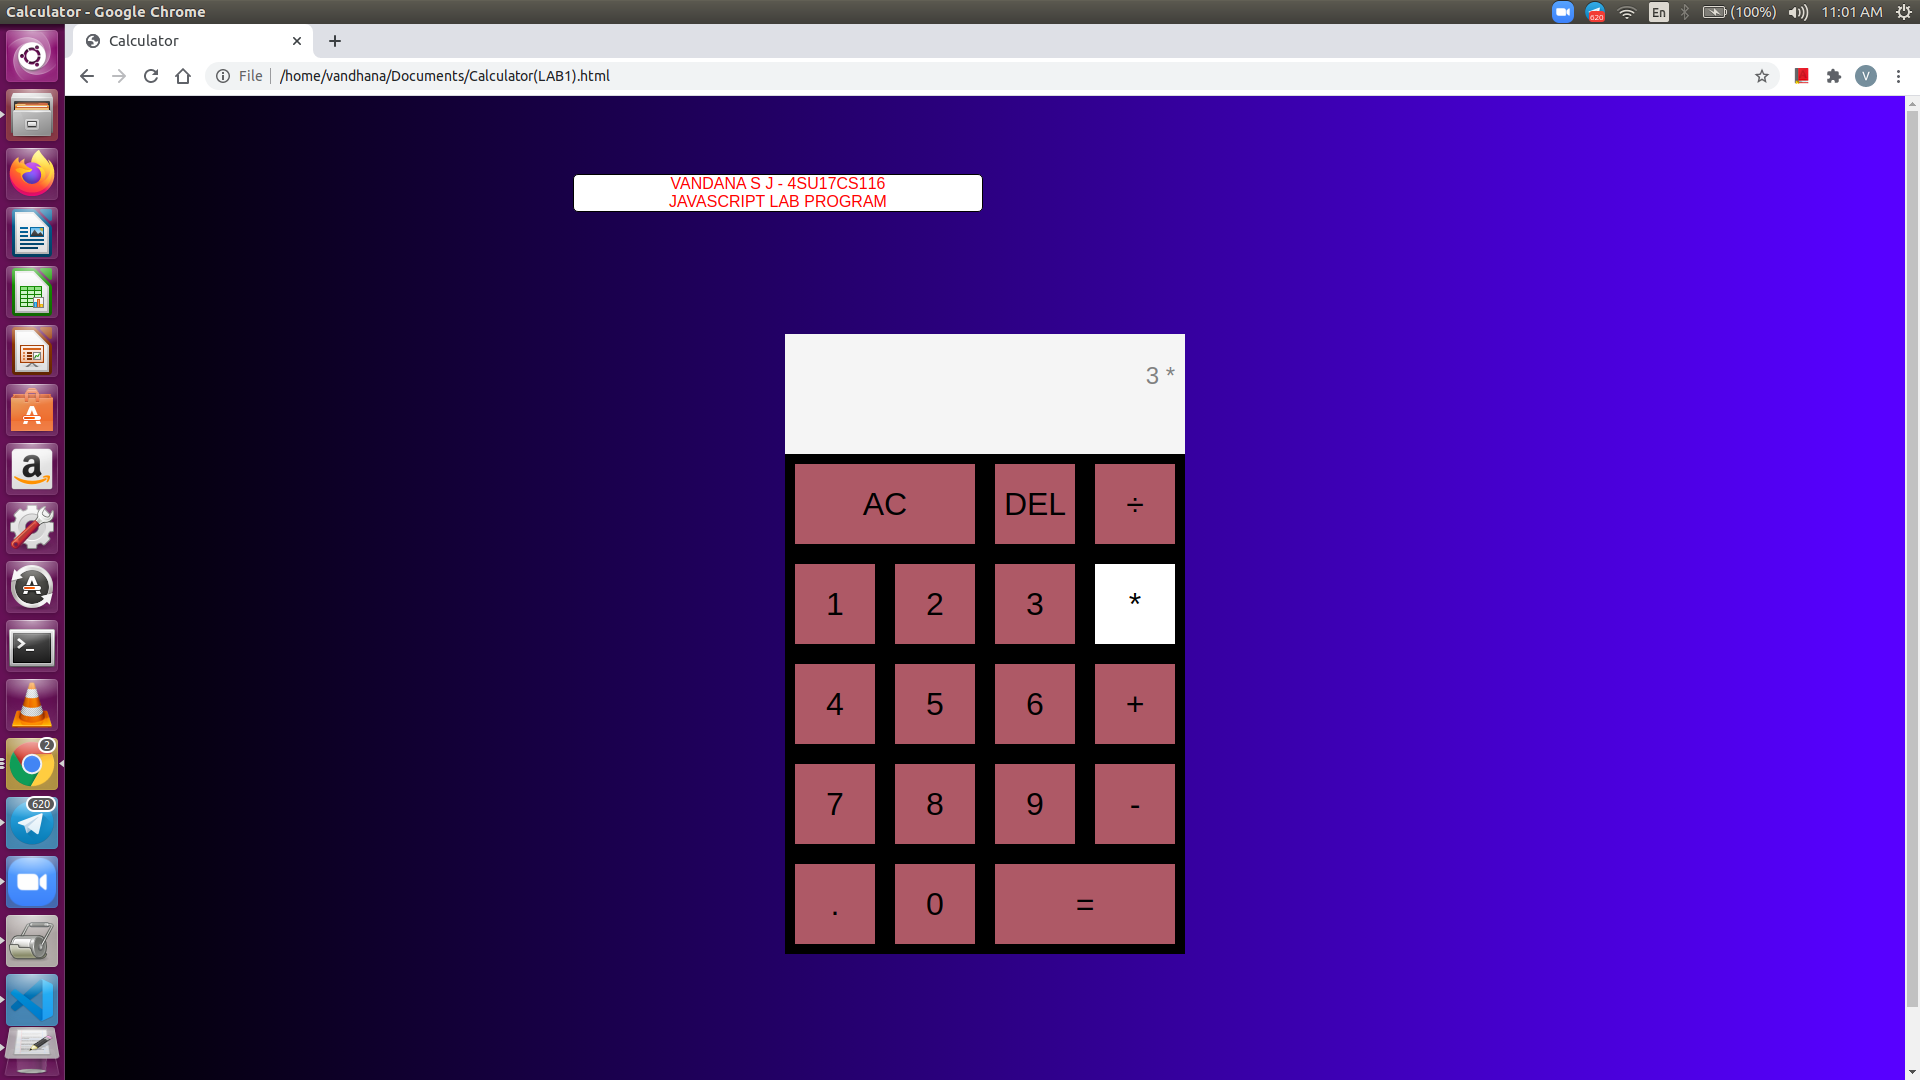 Calculator - Google Chrome
620
En
(100%)
11:01 AM
Calculator
File
/home/vandhana/Documents/Calculator(LAB1).html
V
VANDANA S J - 4SU17CS116
JAVASCRIPT LAB PROGRAM
3 *
AC DEL ÷
1 2 3 *
4 5 6 +
7 8 9 -
. 0 =
a
2
620